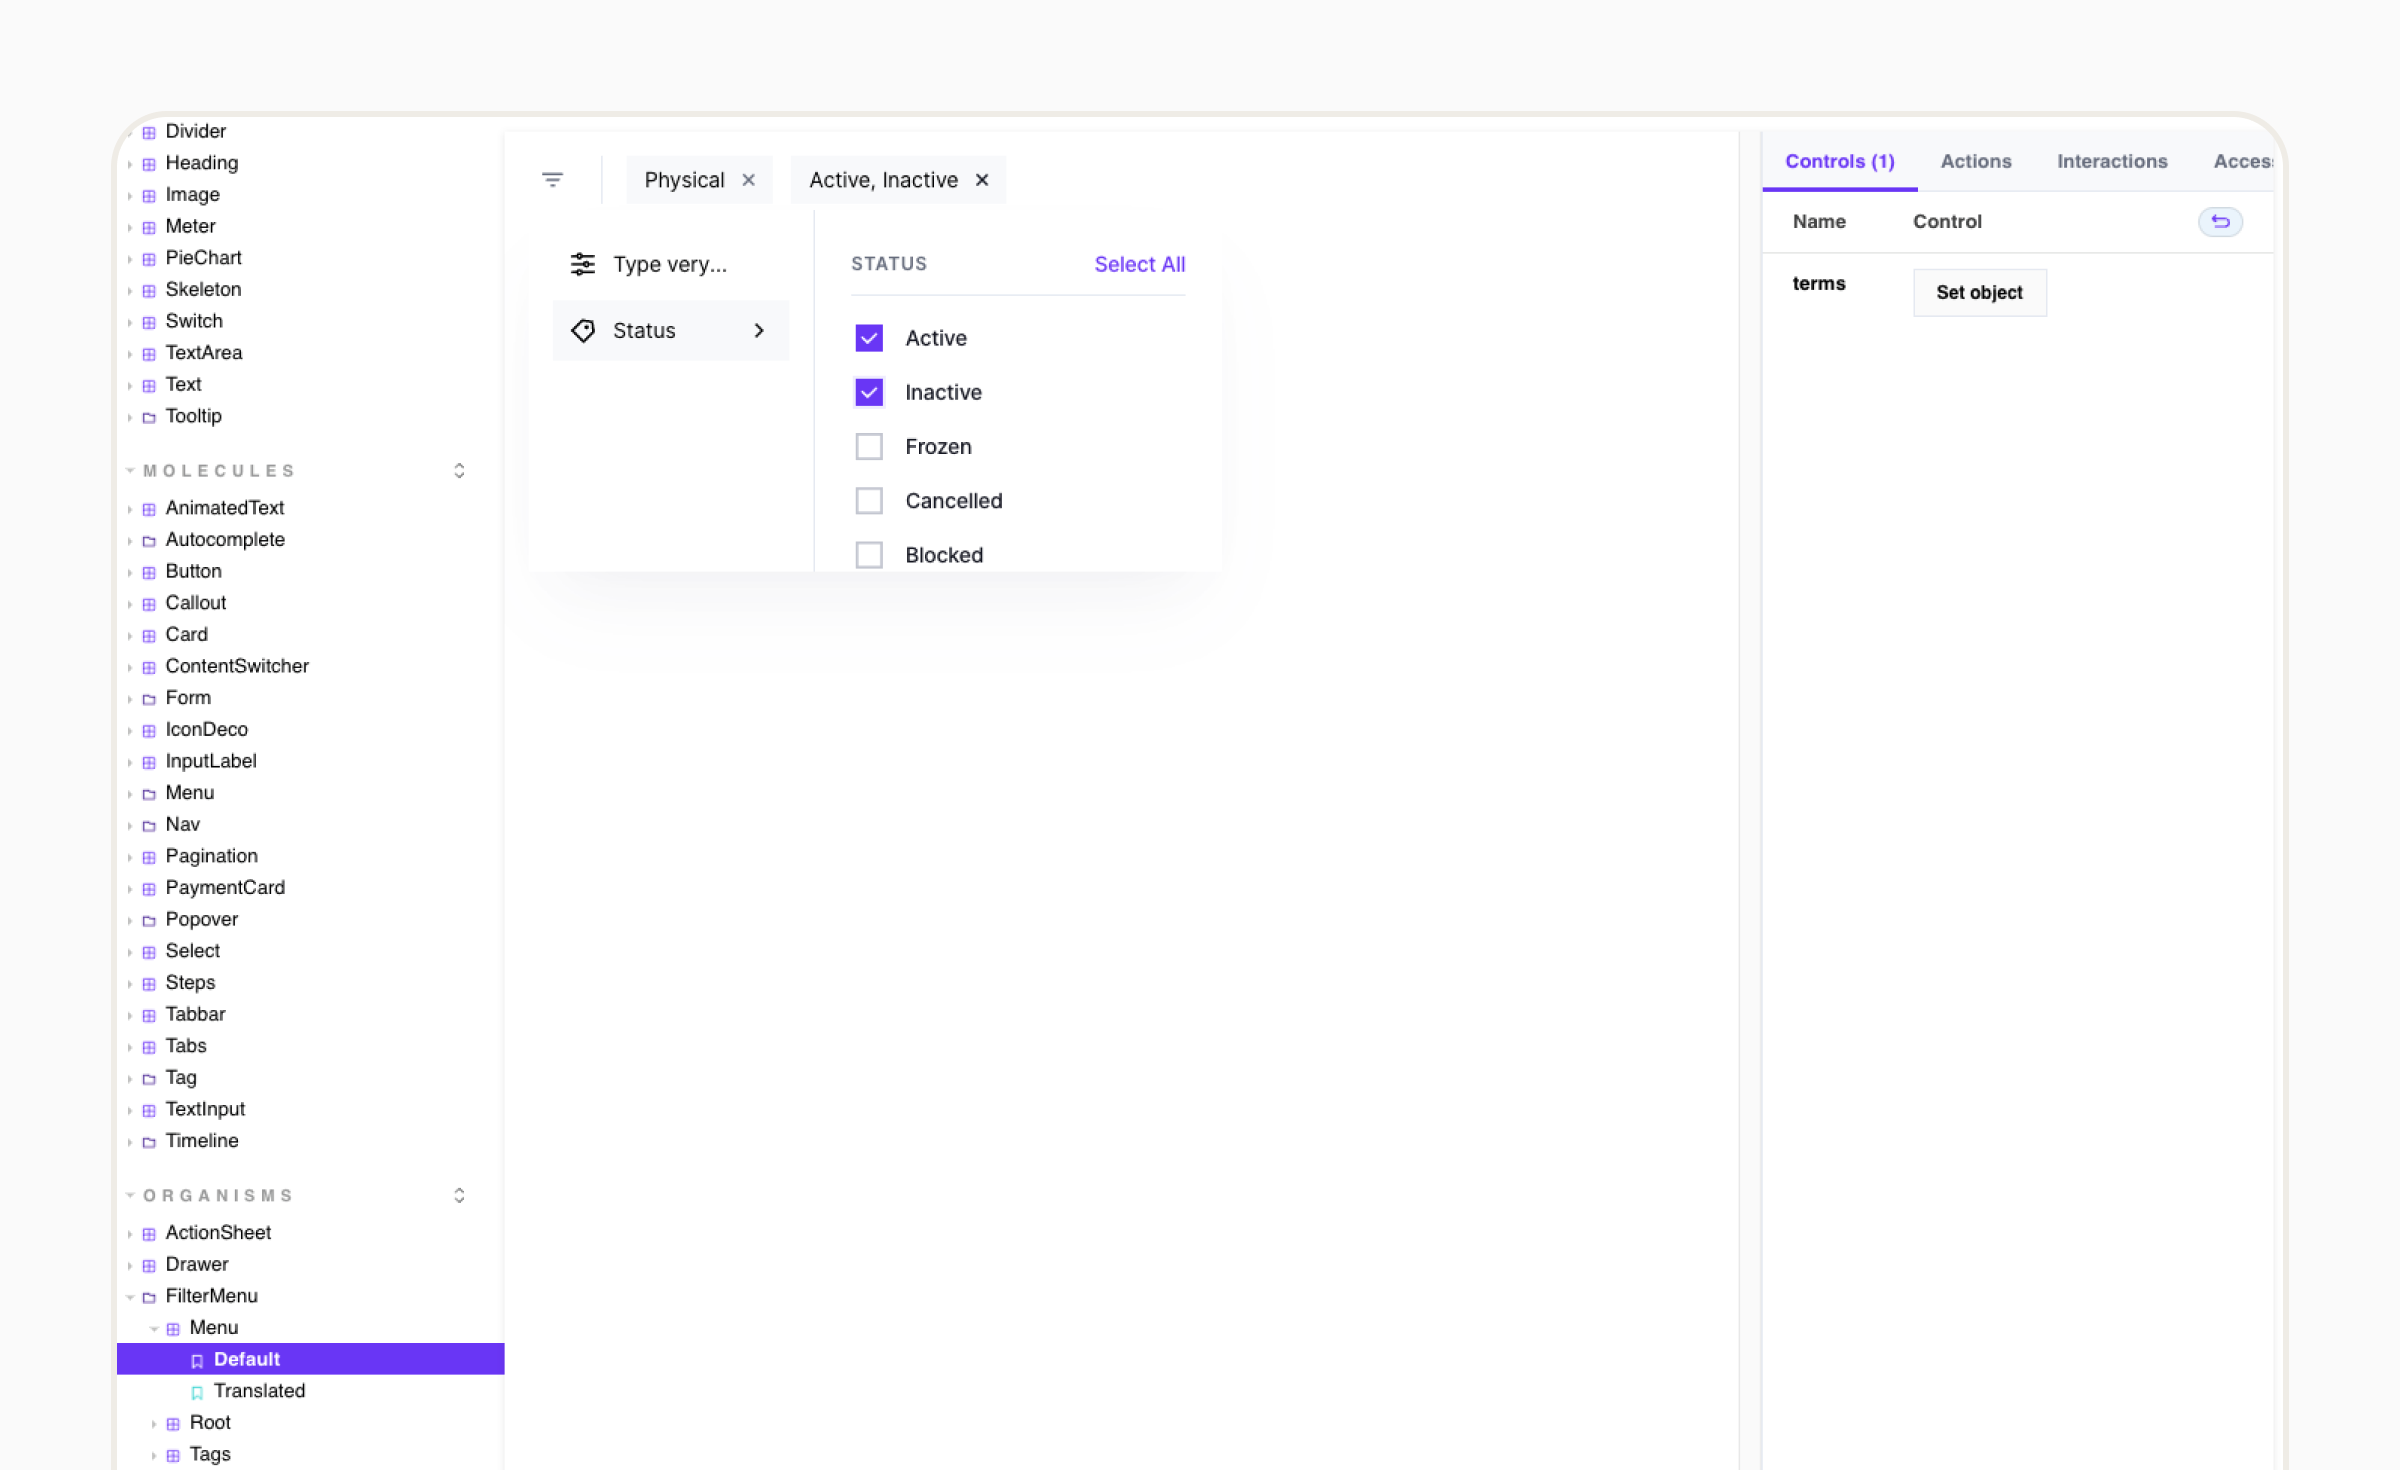 Divider
Heading
Image
Meter
PieChart
Skeleton
Switch
TextArea
Text
Tooltip
MOLECULES
AnimatedText
Autocomplete
Button
Callout
Card
ContentSwitcher
Form
IconDeco
InputLabel
Menu
Nav
Pagination
PaymentCard
Popover
Select
Steps
Tabbar
Tabs
Tag
TextInput
Timeline
ORGANISMS
ActionSheet
Drawer
FilterMenu
Menu
Default
Translated
Root
Tags
Physical
Active, Inactive
Type very...
Status
STATUS
Select All
Active
Inactive
Frozen
Cancelled
Blocked
Controls (1)
Actions
Interactions
Name
Control
terms
Set object